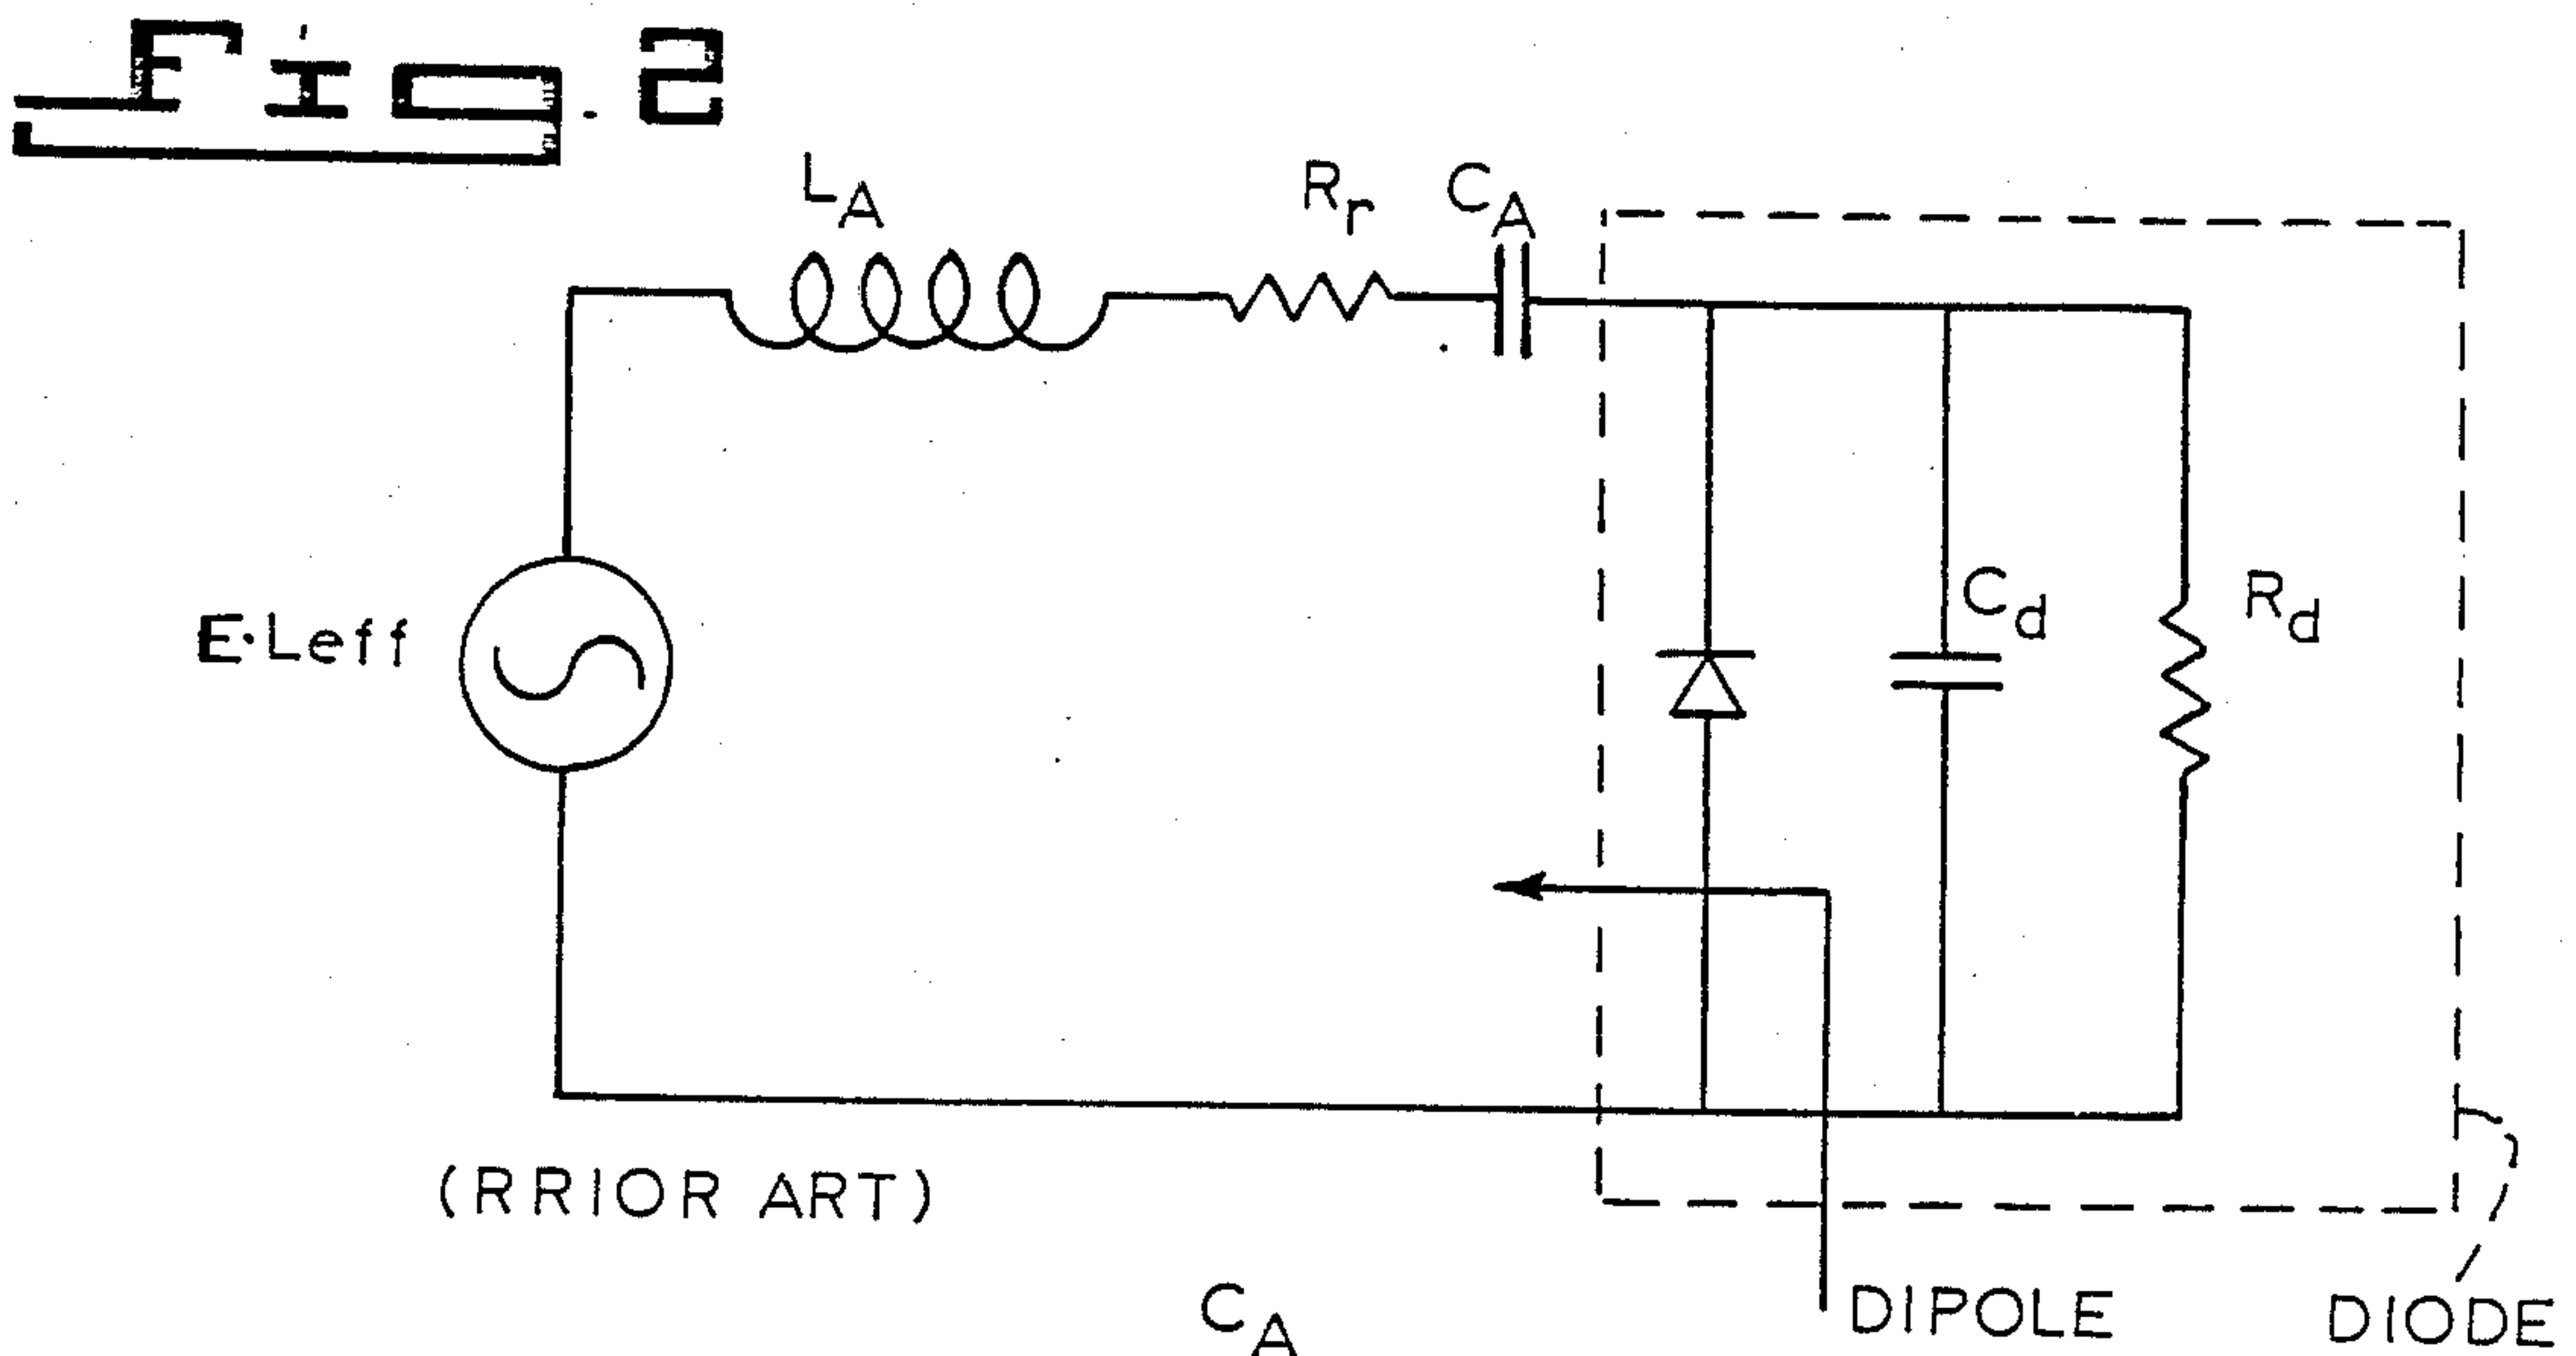 Fig. 2
L_A
R_r
C_A
E·Leff
C_d
R_d
(RRIOR ART)
DIPOLE
DIODE
C_A